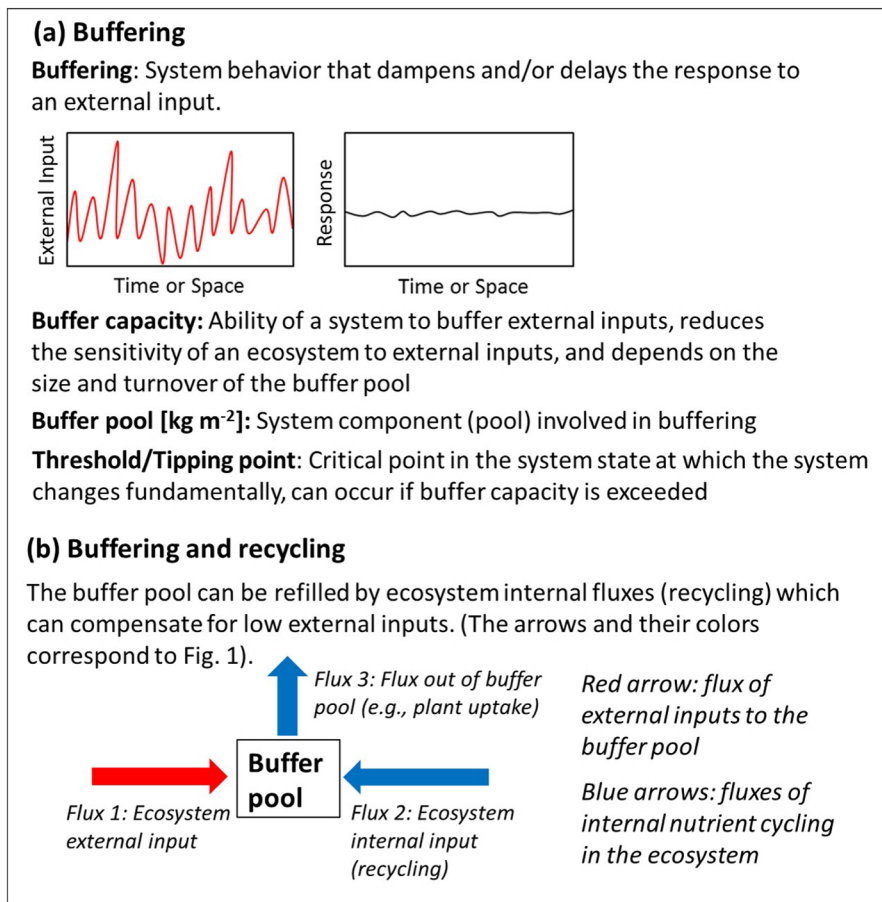 (a) Buffering
Buffering: System behavior that dampens and/or delays the response to
an external input.
External Input
Time or Space
Response
Time or Space
Buffer capacity: Ability of a system to buffer external inputs, reduces
the sensitivity of an ecosystem to external inputs, and depends on the
size and turnover of the buffer pool
Buffer pool [kg m⁻²]: System component (pool) involved in buffering
Threshold/Tipping point: Critical point in the system state at which the system
changes fundamentally, can occur if buffer capacity is exceeded
(b) Buffering and recycling
The buffer pool can be refilled by ecosystem internal fluxes (recycling) which
can compensate for low external inputs. (The arrows and their colors
correspond to Fig. 1).
Flux 3: Flux out of buffer
pool (e.g., plant uptake)
Buffer
pool
Flux 1: Ecosystem
external input
Flux 2: Ecosystem
internal input
(recycling)
Red arrow: flux of
external inputs to the
buffer pool
Blue arrows: fluxes of
internal nutrient cycling
in the ecosystem